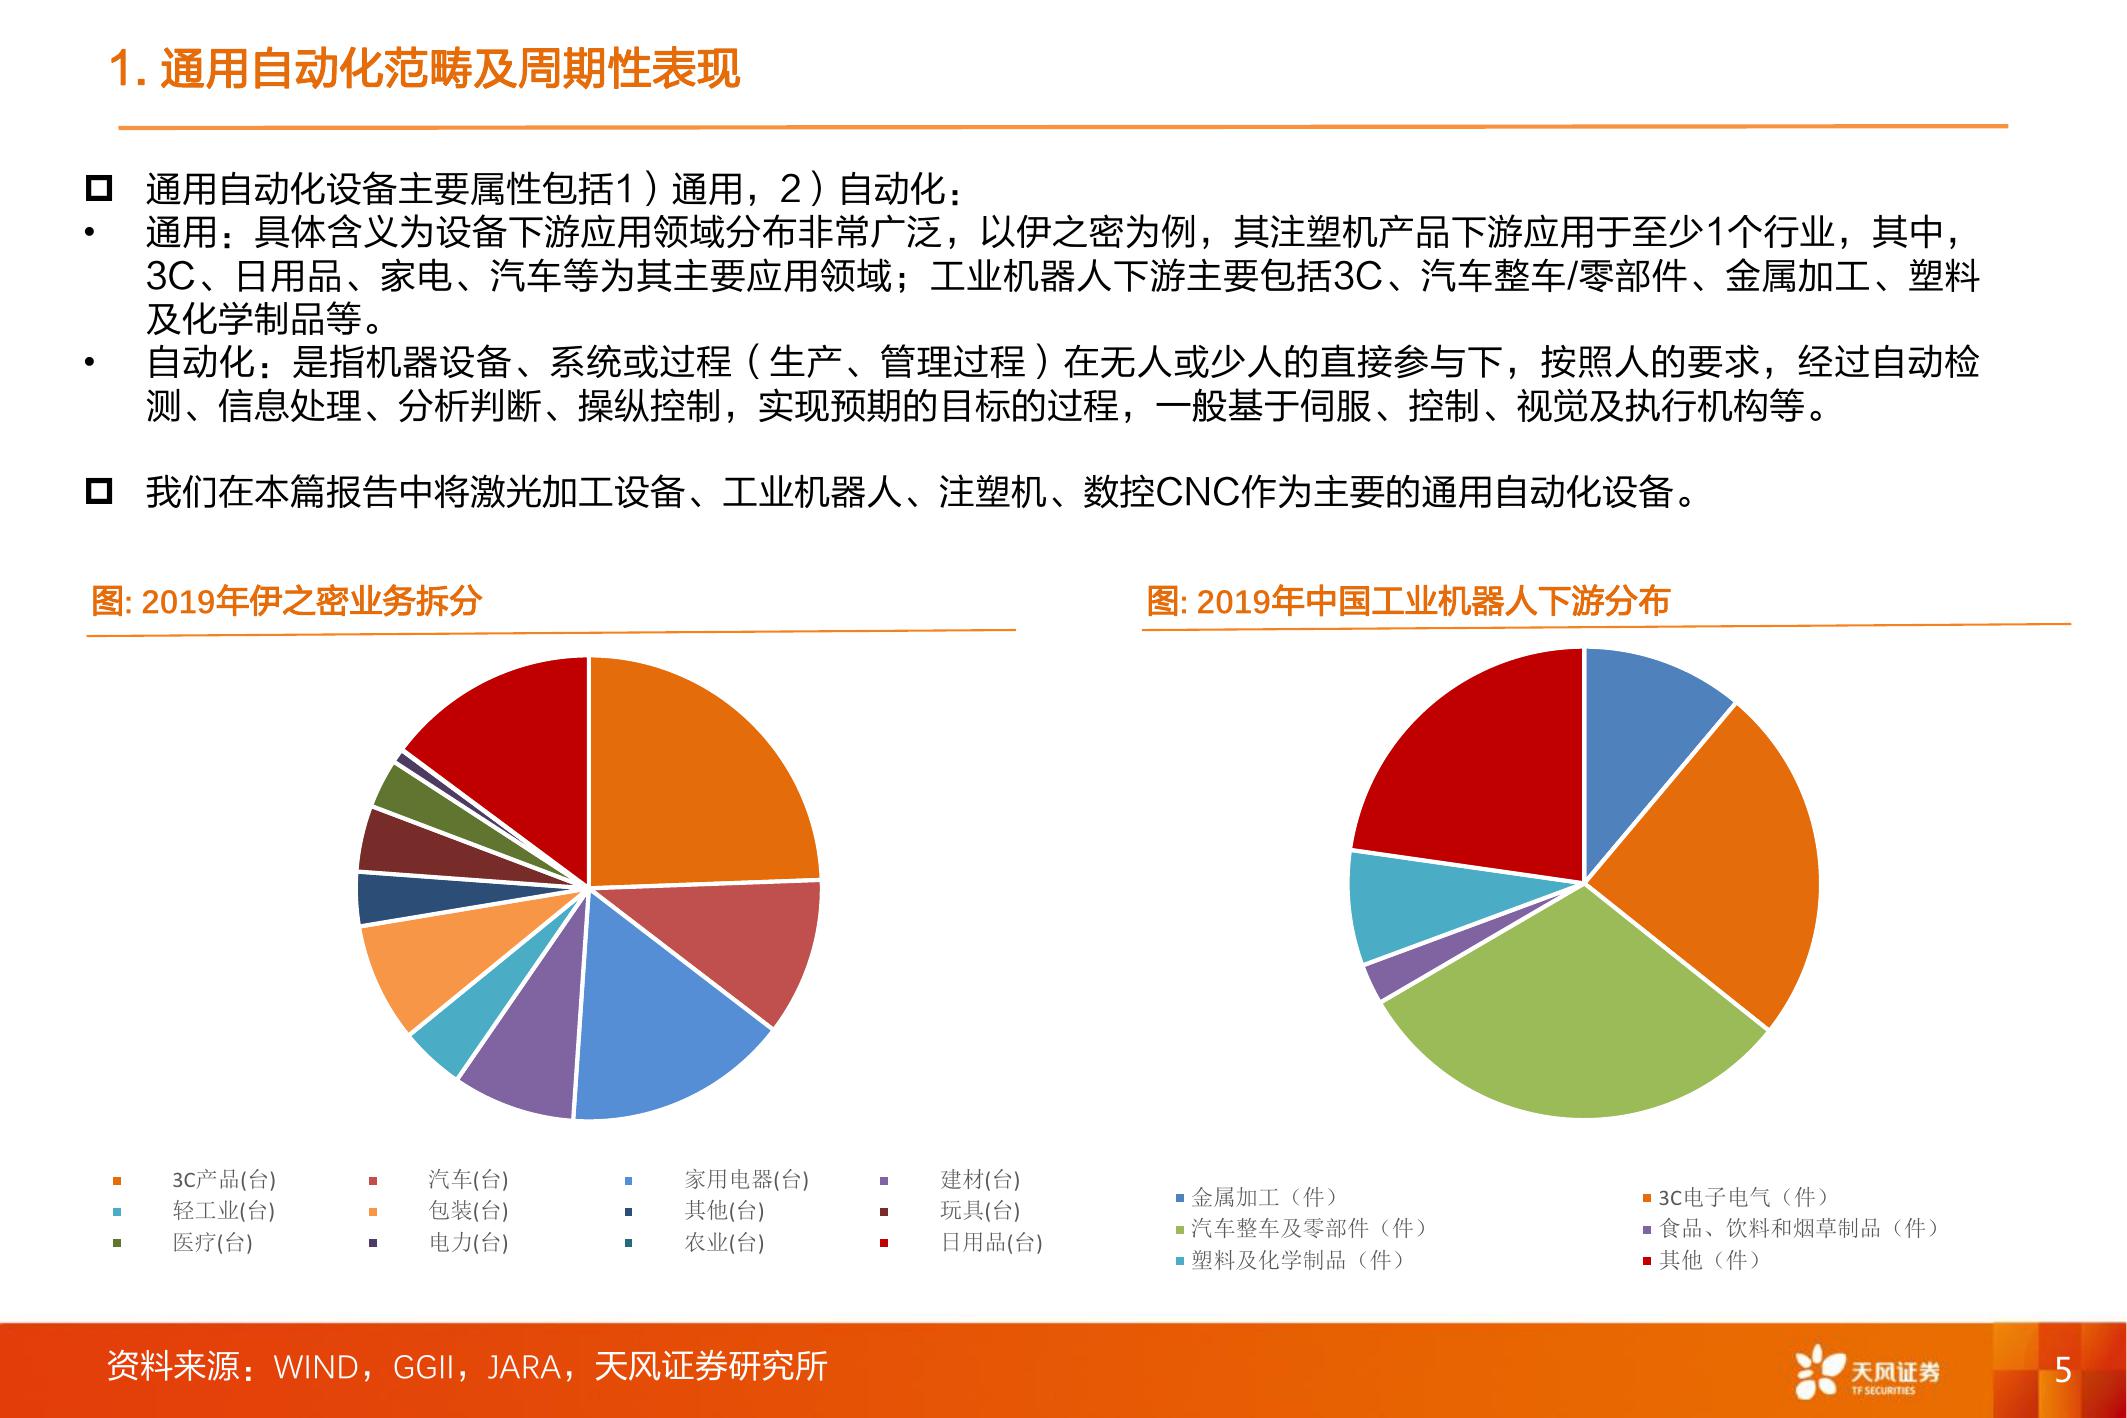 1. 通用自动化范畴及周期性表现
通用自动化设备主要属性包括1）通用，2）自动化：
• 通用：具体含义为设备下游应用领域分布非常广泛，以伊之密为例，其注塑机产品下游应用于至少1个行业，其中，
3C、日用品、家电、汽车等为其主要应用领域；工业机器人下游主要包括3C、汽车整车/零部件、金属加工、塑料
及化学制品等。
• 自动化：是指机器设备、系统或过程（生产、管理过程）在无人或少人的直接参与下，按照人的要求，经过自动检
测、信息处理、分析判断、操纵控制，实现预期的目标的过程，一般基于伺服、控制、视觉及执行机构等。
我们在本篇报告中将激光加工设备、工业机器人、注塑机、数控CNC作为主要的通用自动化设备。
图: 2019年伊之密业务拆分
3C产品(台) 汽车(台) 家用电器(台) 建材(台)
轻工业(台) 包装(台) 其他(台) 玩具(台)
医疗(台) 电力(台) 农业(台) 日用品(台)
图: 2019年中国工业机器人下游分布
金属加工（件） 3C电子电气（件）
汽车整车及零部件（件） 食品、饮料和烟草制品（件）
塑料及化学制品（件） 其他（件）
资料来源：WIND，GGII，JARA，天风证券研究所
天风证券
TF SECURITIES
5